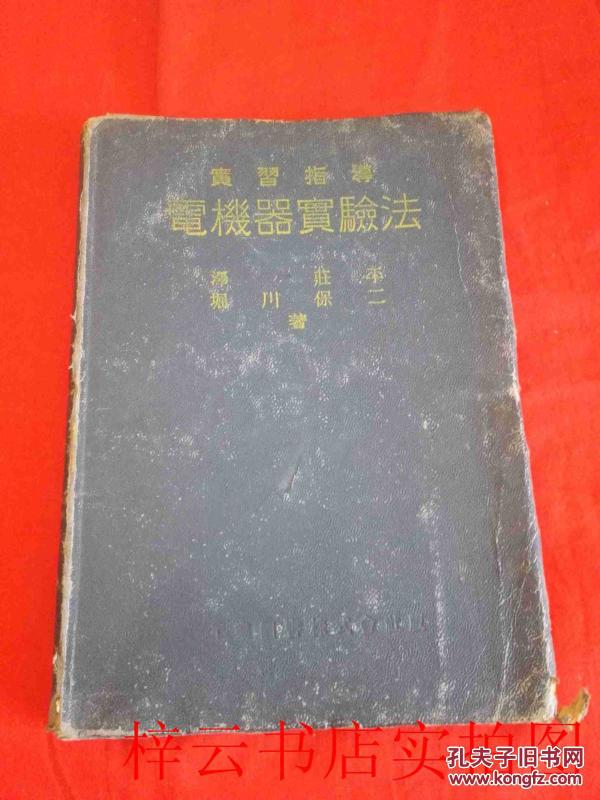 實習指導
電機器實驗法
澤 莊平
堀川保二
著
梓云书店实拍图
孔夫子旧书网
www.kongfz.com